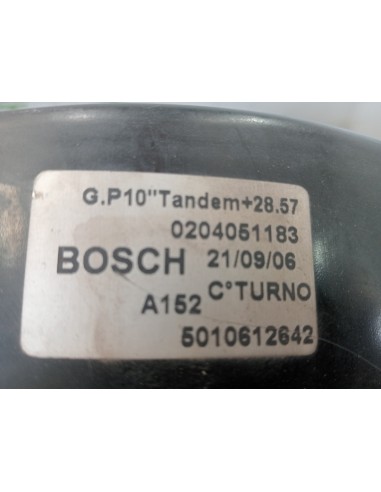 G.P10"Tandem+28.57
0204051183
BOSCH 21/09/06
A152 C°TURNO
5010612642